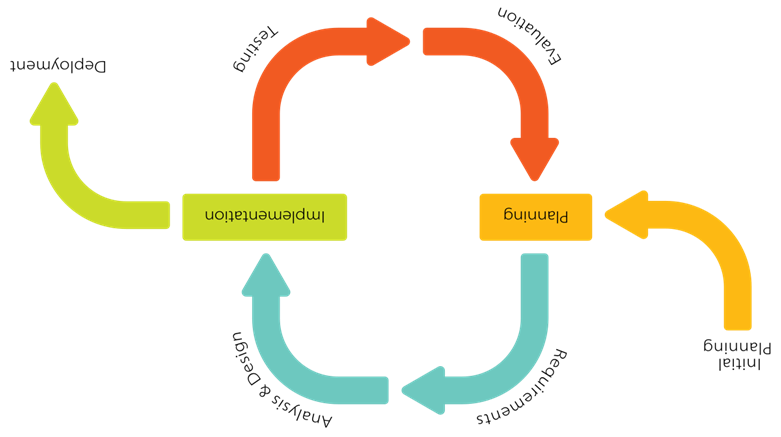 Initial
Planning
Requirements
Analysis & Design
Planning
Implementation
Evaluation
Testing
Deployment